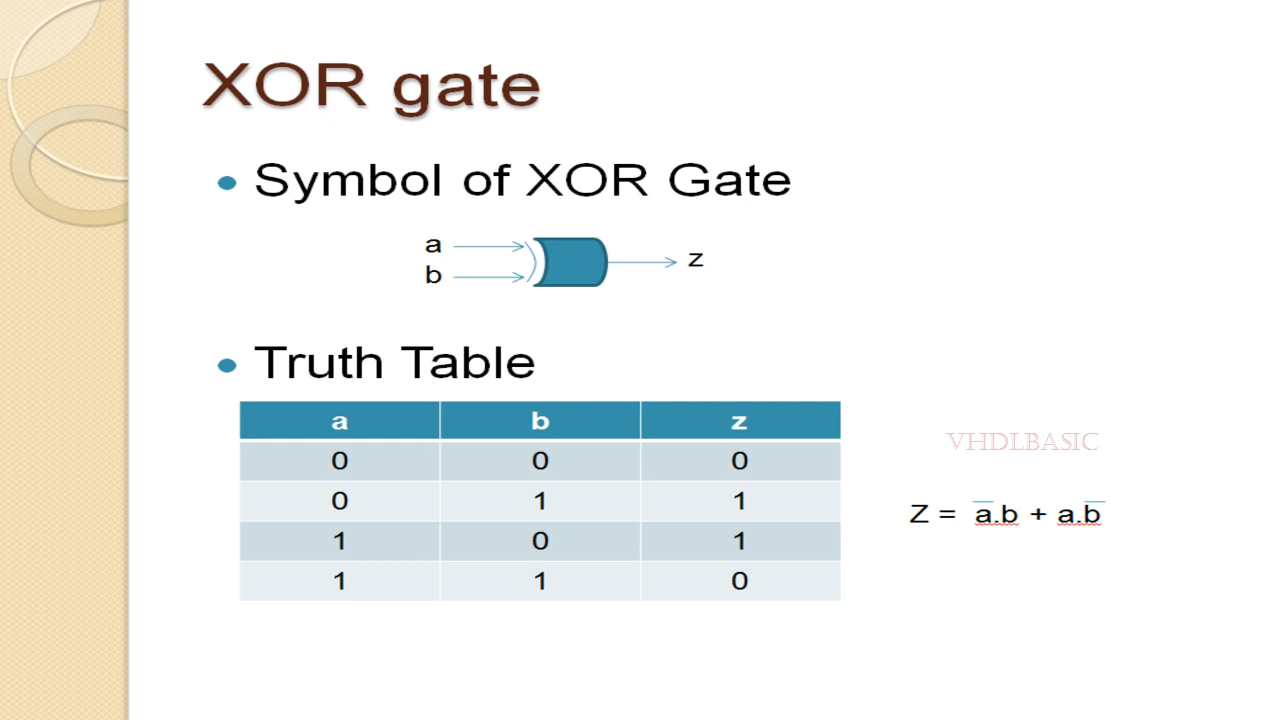 XOR gate
• Symbol of XOR Gate
a
b
z
• Truth Table
a b z
0 0 0
0 1 1
1 0 1
1 1 0
VHDLBASIC
Z = a̅.b + a.b̅